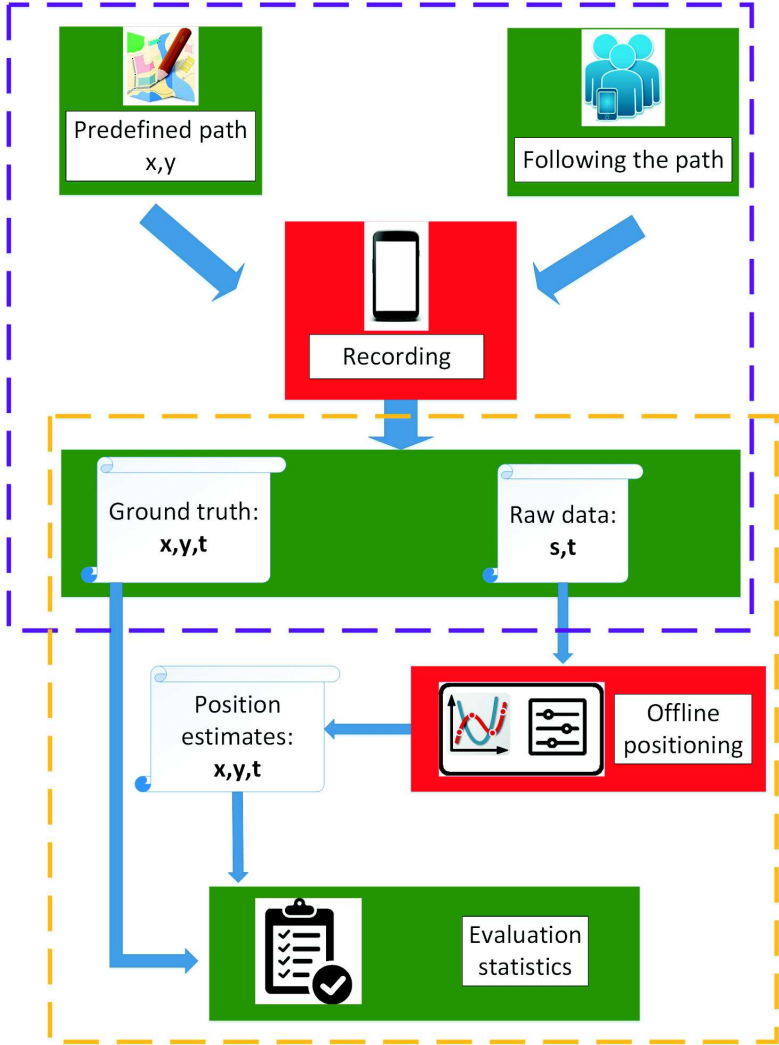 Predefined path
x,y
Following the path
Recording
Ground truth:
x,y,t
Raw data:
s,t
Position
estimates:
x,y,t
Offline
positioning
Evaluation
statistics